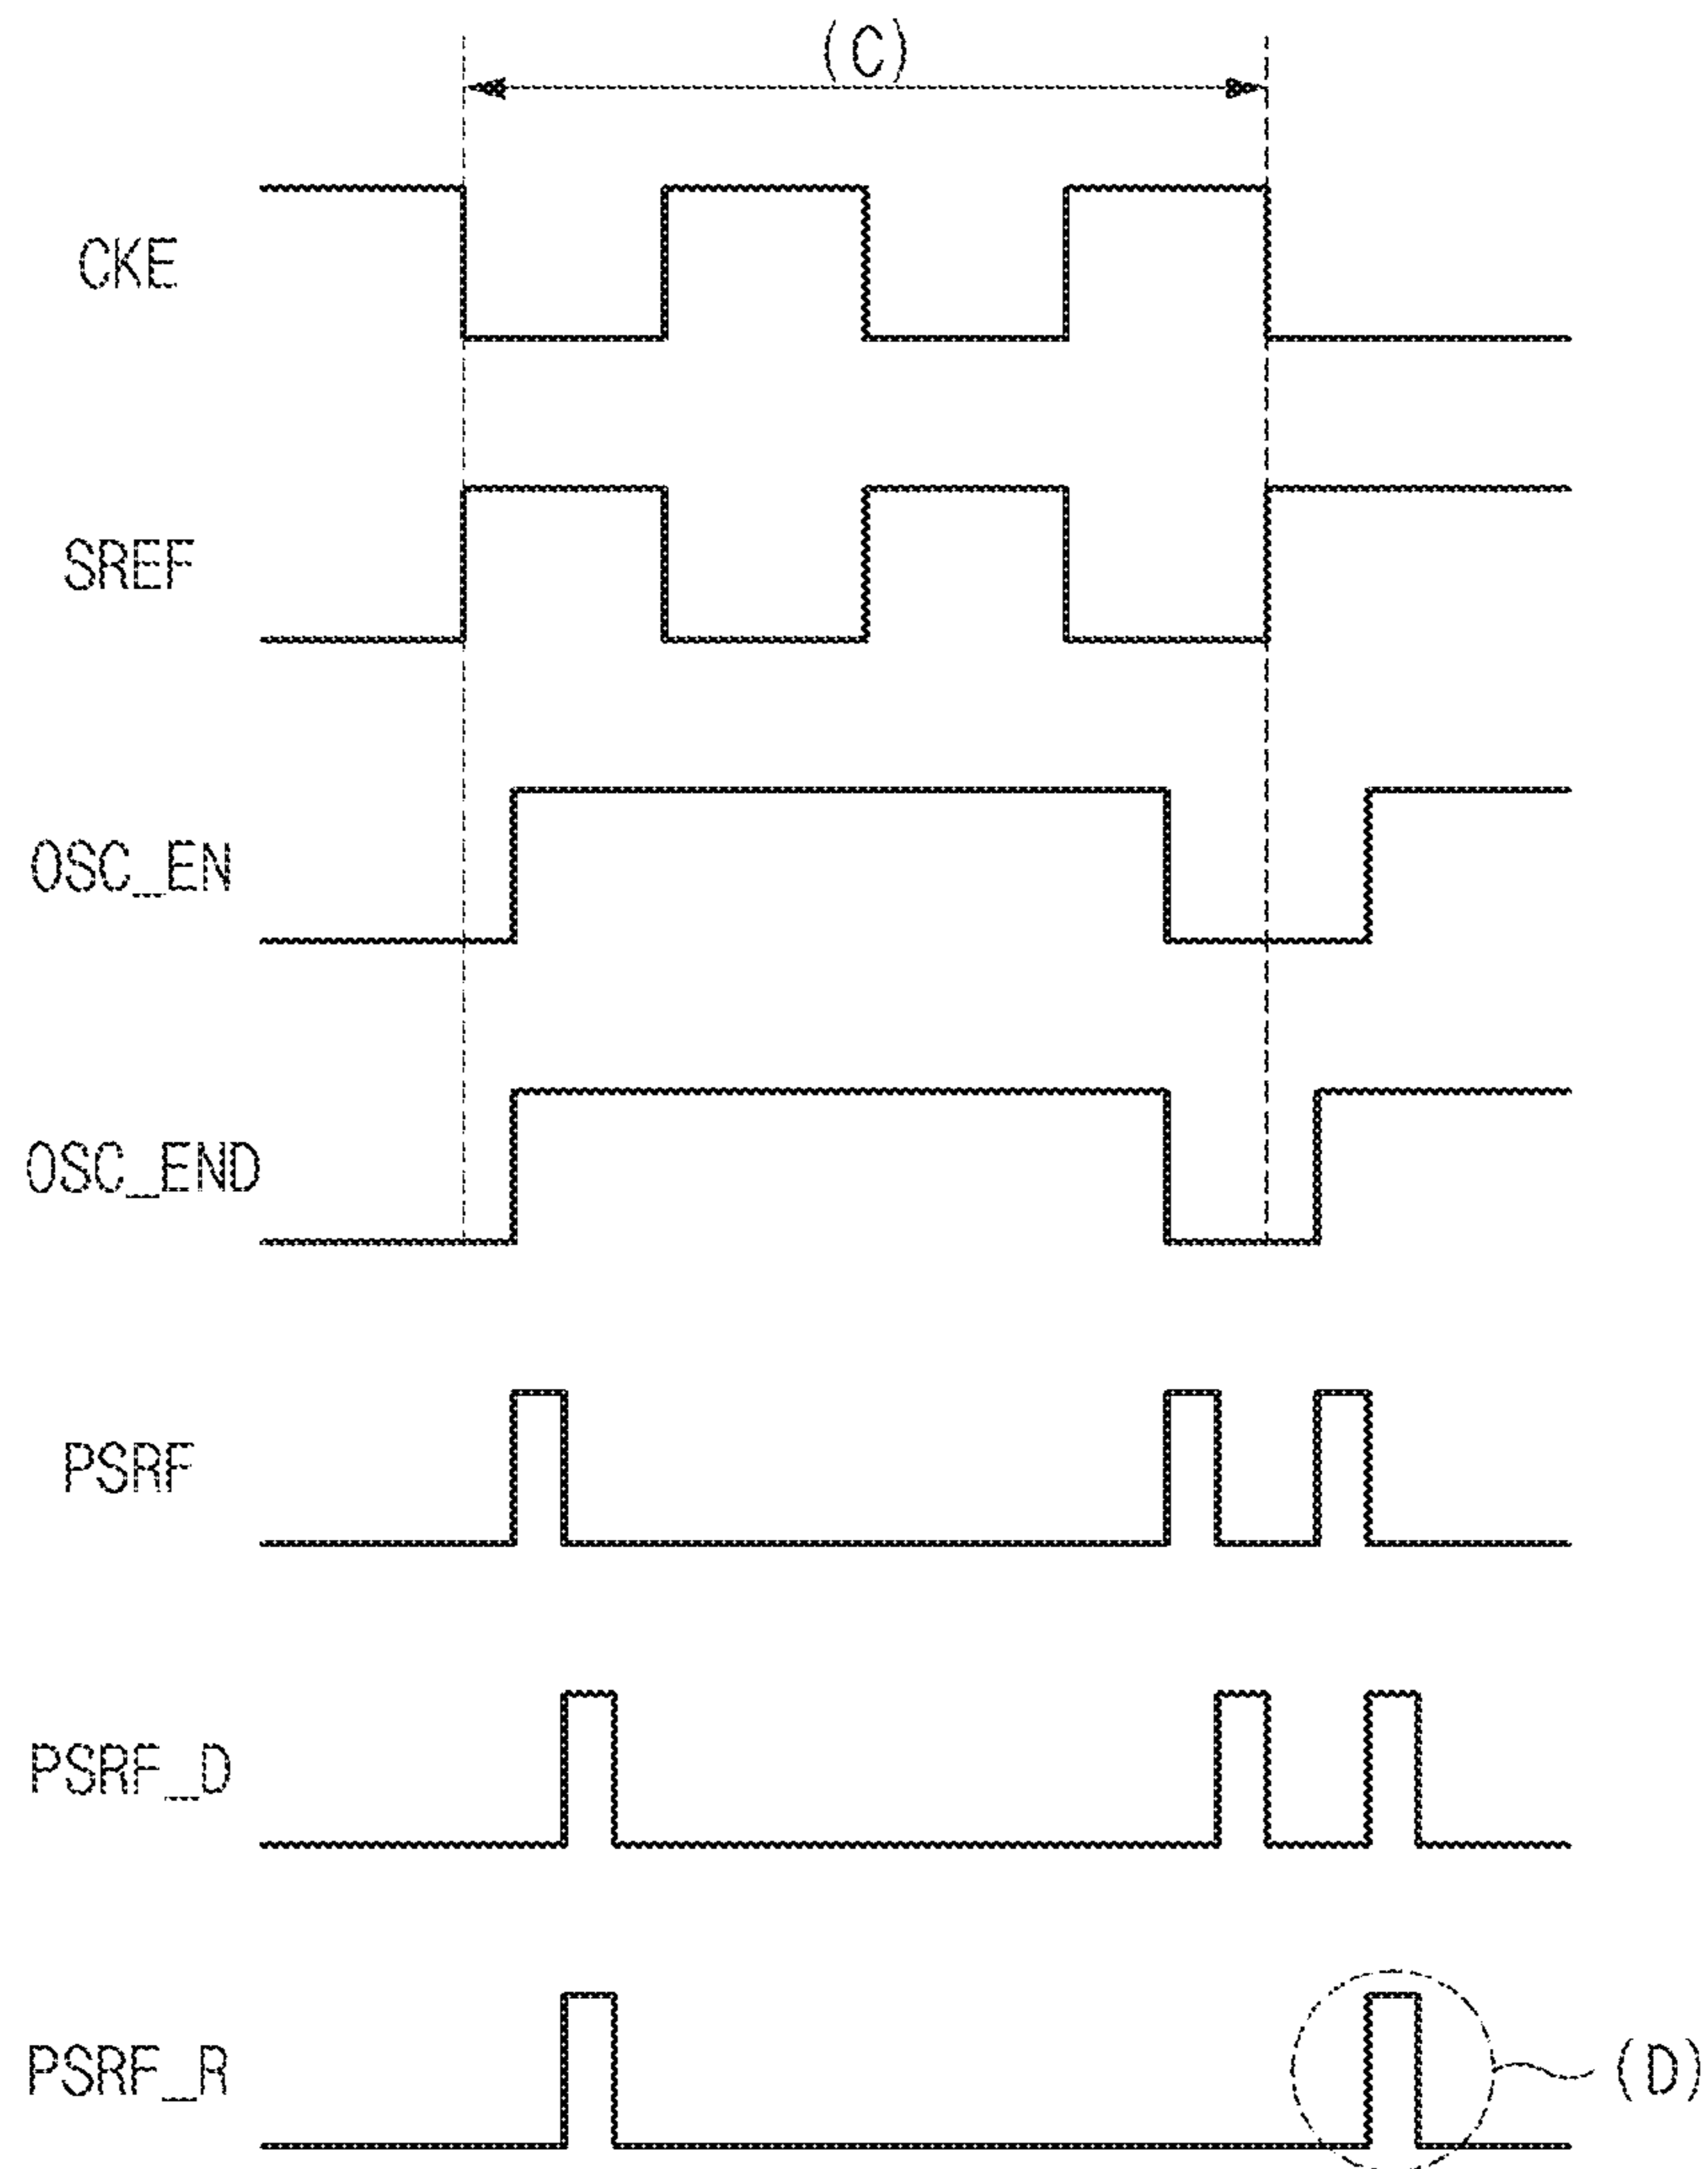 (C)
CKE
SREF
OSC_EN
OSC_END
PSRF
PSRF_D
PSRF_R
(D)